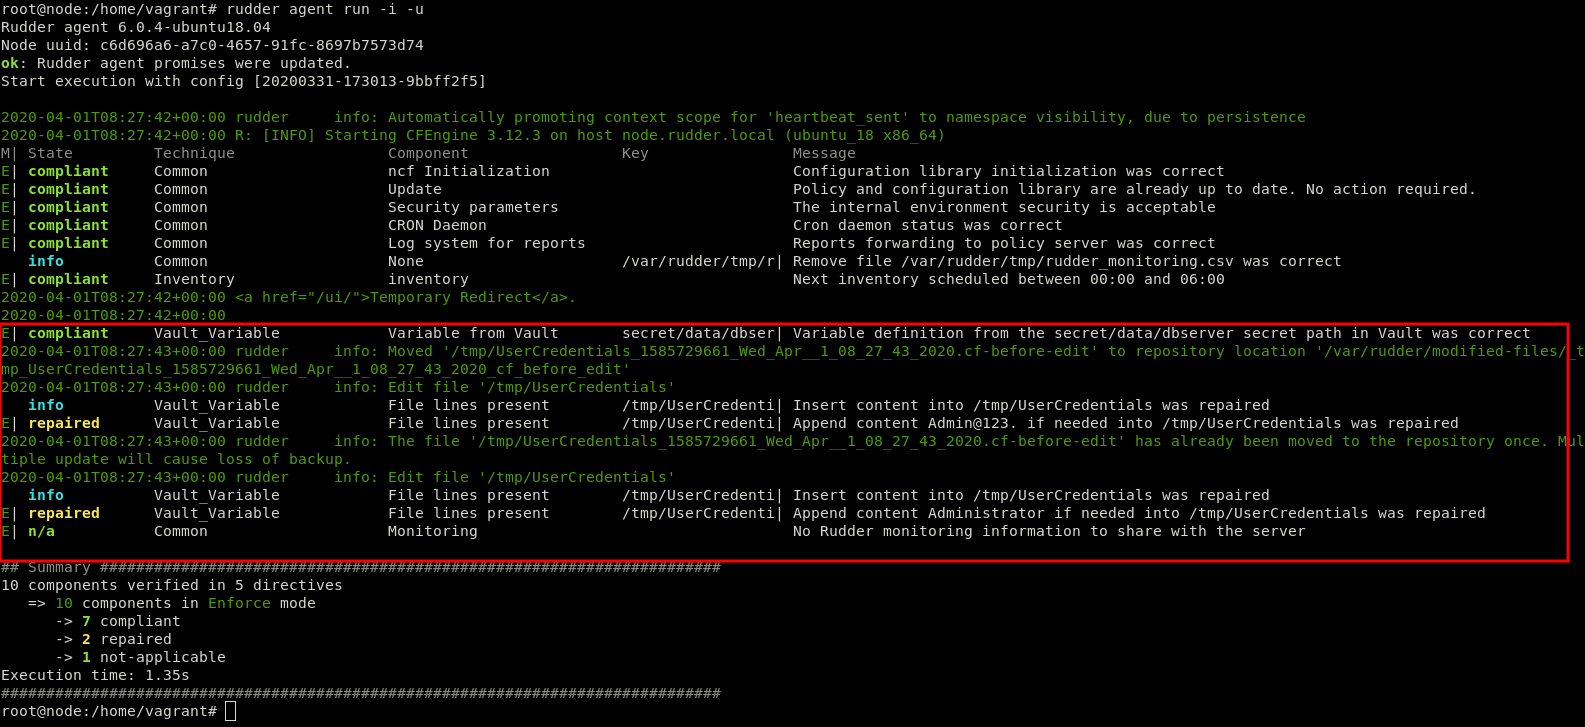 root@node:/home/vagrant# rudder agent run -i -u
Rudder agent 6.0.4-ubuntu18.04
Node uuid: c6d696a6-a7c0-4657-91fc-8697b7573d74
ok: Rudder agent promises were updated.
Start execution with config [20200331-173013-9bbff2f5]
2020-04-01T08:27:42+00:00 rudder     info: Automatically promoting context scope for 'heartbeat_sent' to namespace visibility, due to persistence
2020-04-01T08:27:42+00:00 R: [INFO] Starting CFEngine 3.12.3 on host node.rudder.local (ubuntu_18 x86_64)
M| State         Technique                 Component                 Key                Message
E| compliant     Common                    ncf Initialization                           Configuration library initialization was correct
E| compliant     Common                    Update                                       Policy and configuration library are already up to date. No action required.
E| compliant     Common                    Security parameters                          The internal environment security is acceptable
E| compliant     Common                    CRON Daemon                                  Cron daemon status was correct
E| compliant     Common                    Log system for reports                       Reports forwarding to policy server was correct
   info          Common                    None                      /var/rudder/tmp/r| Remove file /var/rudder/tmp/rudder_monitoring.csv was correct
E| compliant     Inventory                 inventory                                    Next inventory scheduled between 00:00 and 06:00
2020-04-01T08:27:42+00:00 <a href="/ui/">Temporary Redirect</a>.
2020-04-01T08:27:42+00:00
E| compliant     Vault_Variable            Variable from Vault       secret/data/dbser| Variable definition from the secret/data/dbserver secret path in Vault was correct
2020-04-01T08:27:43+00:00 rudder     info: Moved '/tmp/UserCredentials_1585729661_Wed_Apr__1_08_27_43_2020.cf-before-edit' to repository location '/var/rudder/modified-files/_t
mp_UserCredentials_1585729661_Wed_Apr__1_08_27_43_2020_cf_before_edit'
2020-04-01T08:27:43+00:00 rudder     info: Edit file '/tmp/UserCredentials'
   info          Vault_Variable            File lines present        /tmp/UserCredenti| Insert content into /tmp/UserCredentials was repaired
E| repaired      Vault_Variable            File lines present        /tmp/UserCredenti| Append content Admin@123. if needed into /tmp/UserCredentials was repaired
2020-04-01T08:27:43+00:00 rudder     info: The file '/tmp/UserCredentials_1585729661_Wed_Apr__1_08_27_43_2020.cf-before-edit' has already been moved to the repository once. Mul
tiple update will cause loss of backup.
2020-04-01T08:27:43+00:00 rudder     info: Edit file '/tmp/UserCredentials'
   info          Vault_Variable            File lines present        /tmp/UserCredenti| Insert content into /tmp/UserCredentials was repaired
E| repaired      Vault_Variable            File lines present        /tmp/UserCredenti| Append content Administrator if needed into /tmp/UserCredentials was repaired
E| n/a           Common                    Monitoring                                   No Rudder monitoring information to share with the server
## Summary #####################################################################
10 components verified in 5 directives
   => 10 components in Enforce mode
      -> 7 compliant
      -> 2 repaired
      -> 1 not-applicable
Execution time: 1.35s
################################################################################
root@node:/home/vagrant#